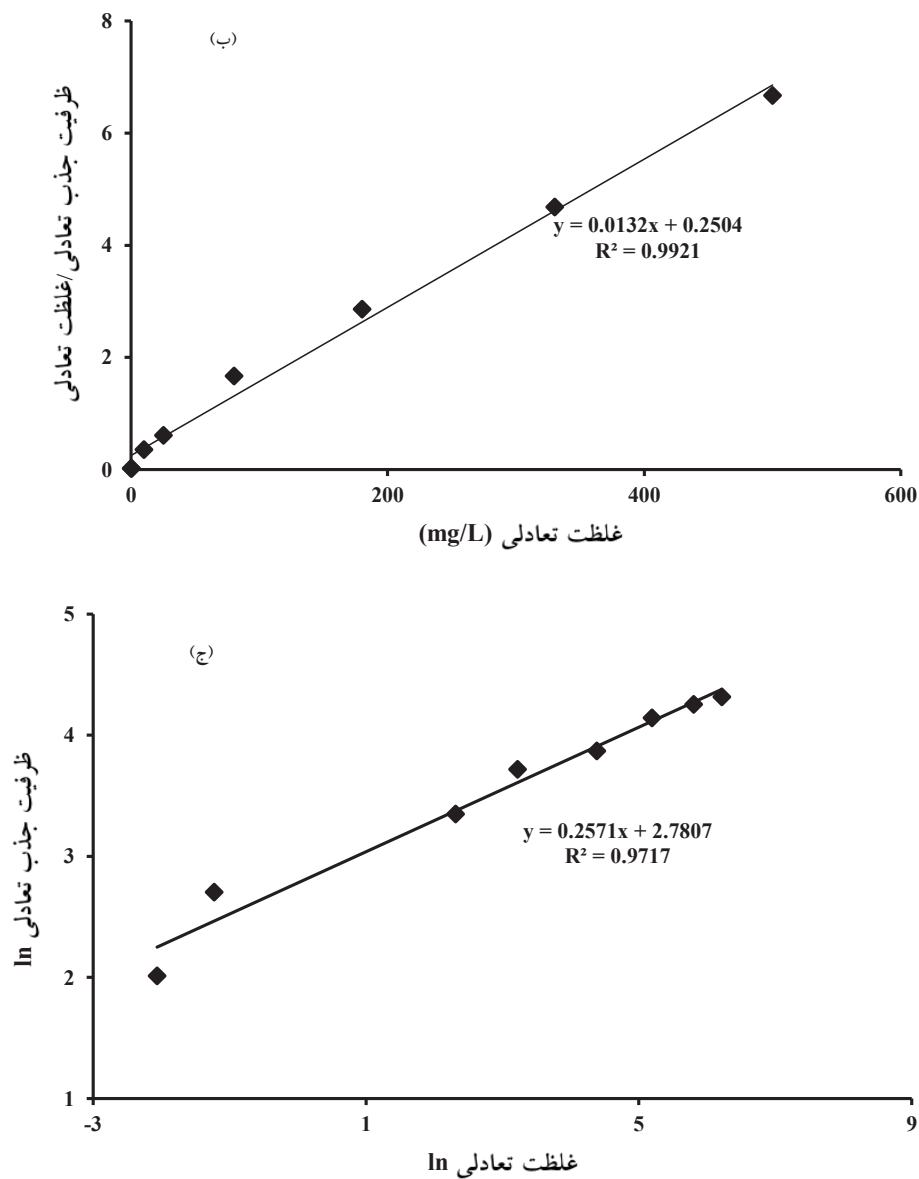 (ب)
8
6
4
2
0
ظرفیت جذب تعادلی/غلظت تعادلی
y = 0.0132x + 0.2504
R² = 0.9921
0
200
400
600
غلظت تعادلی (mg/L)
(ج)
5
4
3
2
1
ظرفیت جذب تعادلی ln
y = 0.2571x + 2.7807
R² = 0.9717
-3
1
5
9
غلظت تعادلی ln